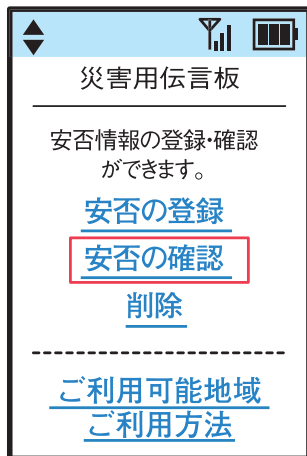 災害用伝言板
安否情報の登録・確認
ができます。
安否の登録
安否の確認
削除
ご利用可能地域
ご利用方法